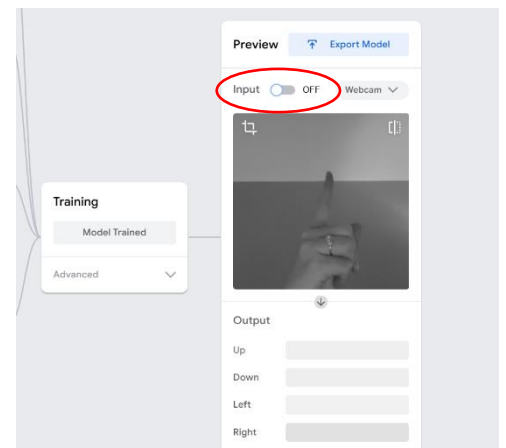 Preview
Export Model
Input OFF Webcam
Training
Model Trained
Advanced
Output
Up
Down
Left
Right